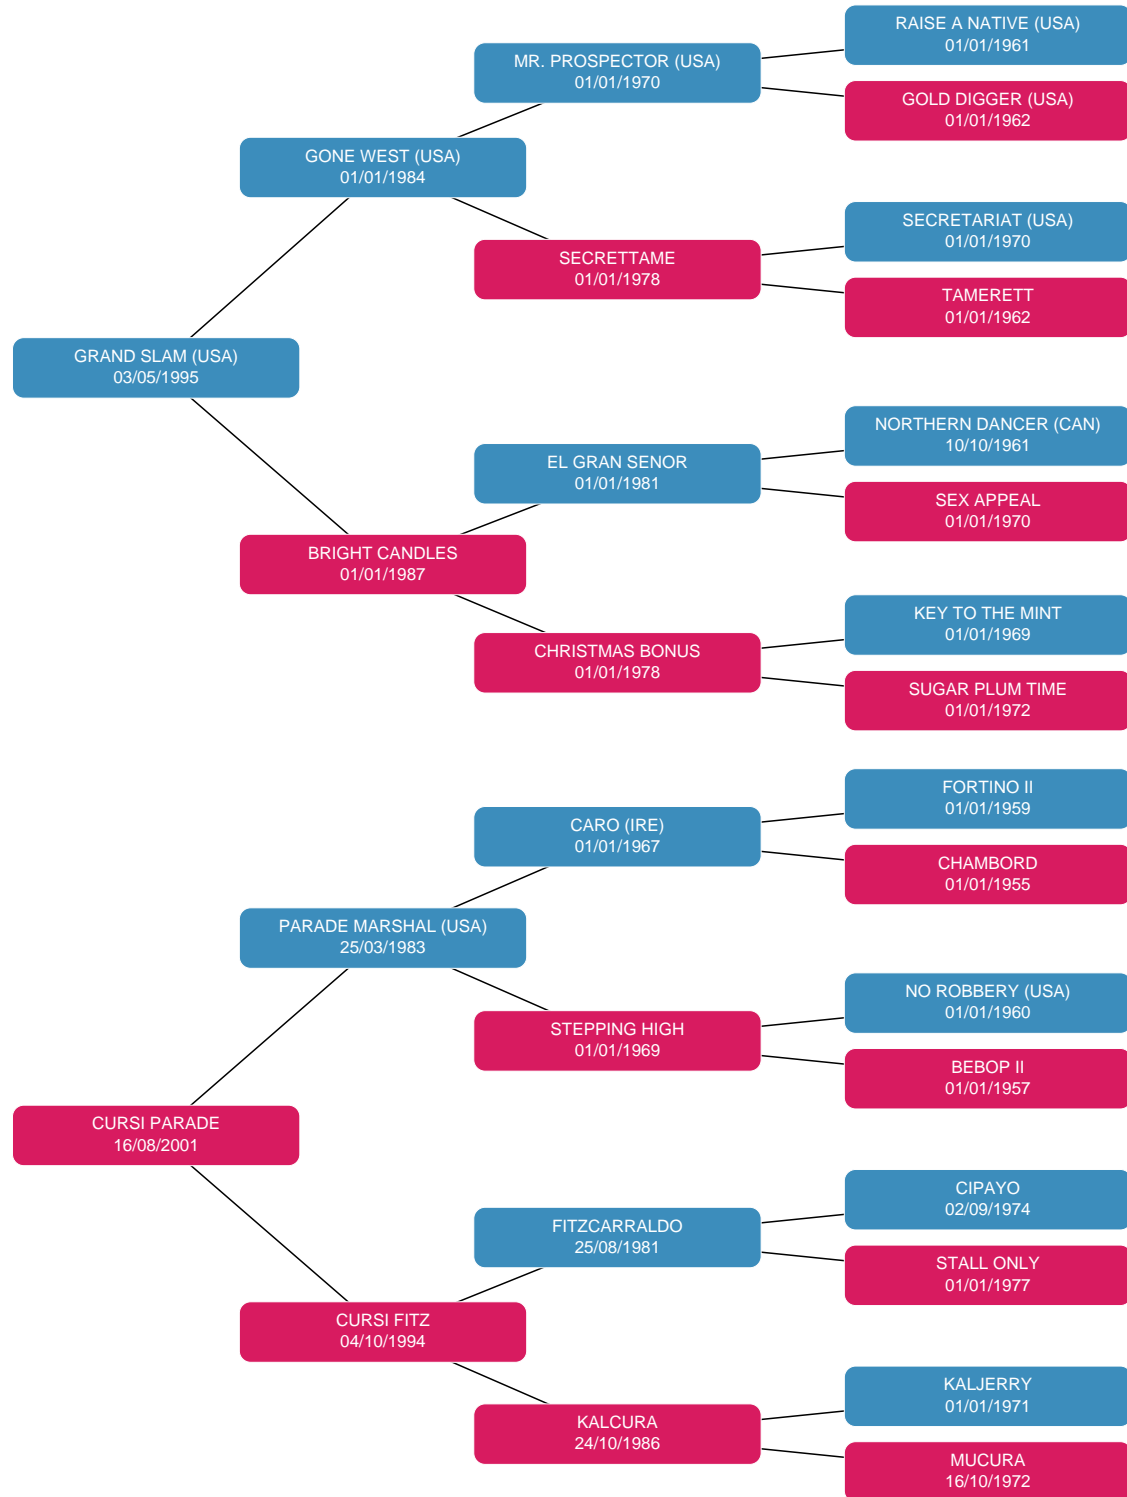 RAISE A NATIVE (USA)
01/01/1961
MR. PROSPECTOR (USA)
01/01/1970
GOLD DIGGER (USA)
01/01/1962
GONE WEST (USA)
01/01/1984
SECRETARIAT (USA)
01/01/1970
SECRETTAME
01/01/1978
TAMERETT
01/01/1962
GRAND SLAM (USA)
03/05/1995
NORTHERN DANCER (CAN)
10/10/1961
EL GRAN SENOR
01/01/1981
SEX APPEAL
01/01/1970
BRIGHT CANDLES
01/01/1987
KEY TO THE MINT
01/01/1969
CHRISTMAS BONUS
01/01/1978
SUGAR PLUM TIME
01/01/1972
FORTINO II
01/01/1959
CARO (IRE)
01/01/1967
CHAMBORD
01/01/1955
PARADE MARSHAL (USA)
25/03/1983
NO ROBBERY (USA)
01/01/1960
STEPPING HIGH
01/01/1969
BEBOP II
01/01/1957
CURSI PARADE
16/08/2001
CIPAYO
02/09/1974
FITZCARRALDO
25/08/1981
STALL ONLY
01/01/1977
CURSI FITZ
04/10/1994
KALJERRY
01/01/1971
KALCURA
24/10/1986
MUCURA
16/10/1972